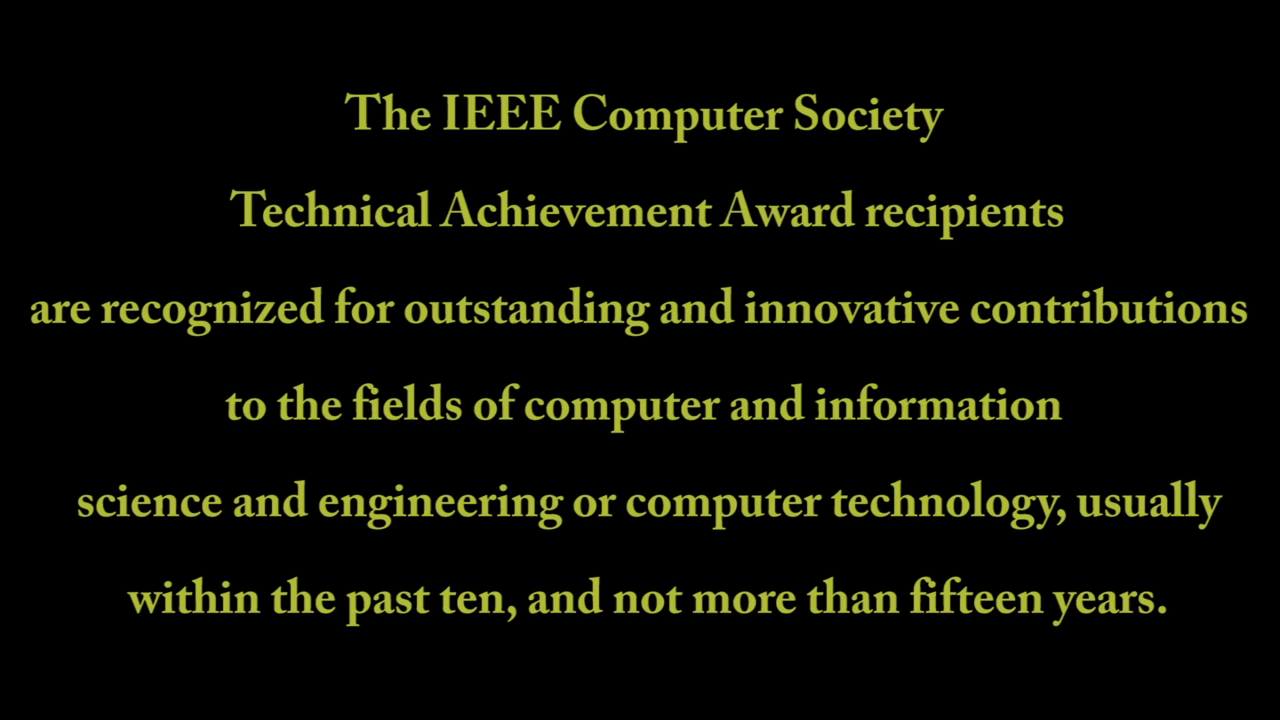 The IEEE Computer Society
Technical Achievement Award recipients
are recognized for outstanding and innovative contributions
to the fields of computer and information
science and engineering or computer technology, usually
within the past ten, and not more than fifteen years.